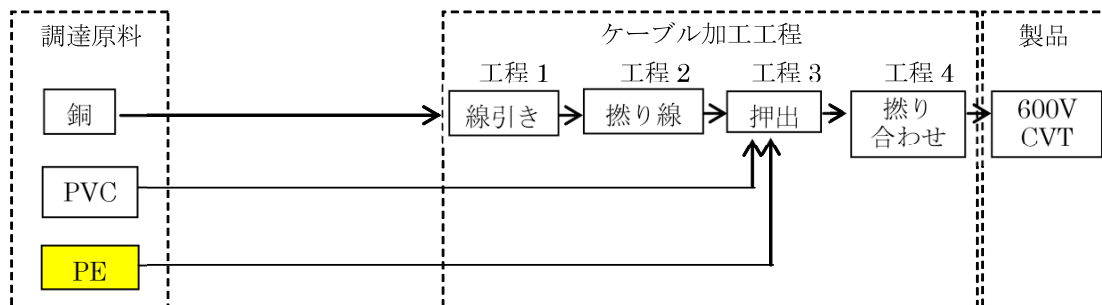 調達原料
ケーブル加工工程
製品
工程 1
工程 2
工程 3
工程 4
銅
線引き
撚り線
押出
撚り
合わせ
600V
CVT
PVC
PE